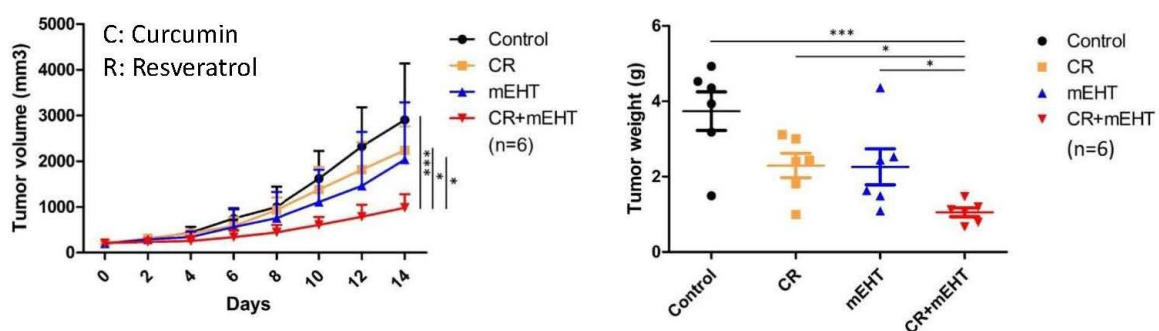 C: Curcumin
R: Resveratrol
Tumor volume (mm3)
5000
4000
3000
2000
1000
0
0 2 4 6 8 10 12 14
Days
Control
CR
mEHT
CR+mEHT
(n=6)
***
*
*
Tumor weight (g)
6
4
2
0
***
*
*
Control CR mEHT CR+mEHT
Control
CR
mEHT
CR+mEHT
(n=6)